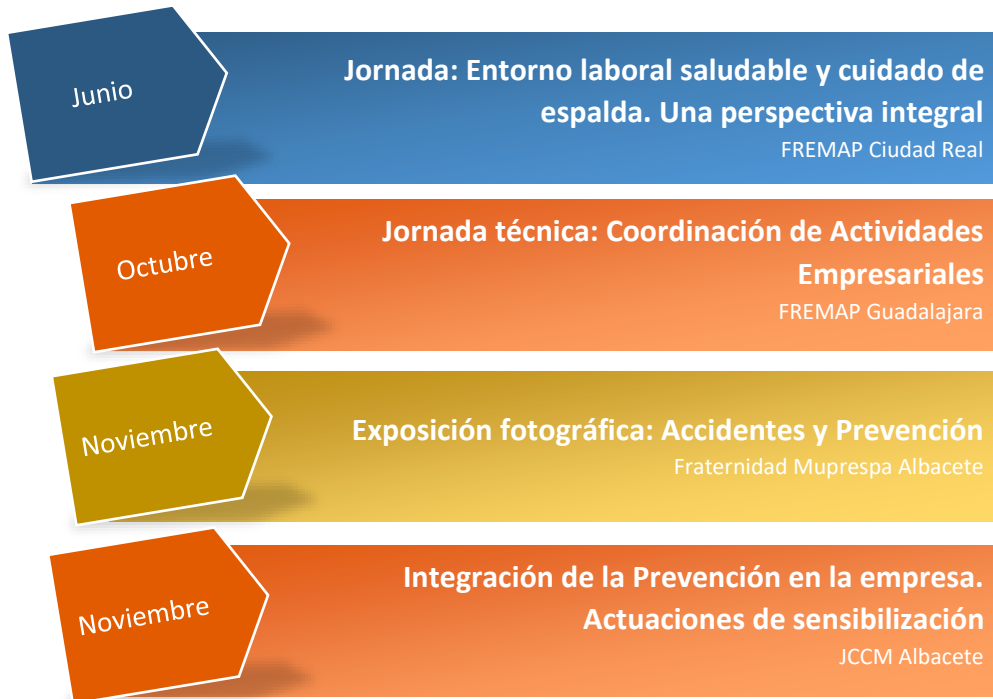 Junio
Jornada: Entorno laboral saludable y cuidado de
espalda. Una perspectiva integral
FREMAP Ciudad Real
Octubre
Jornada técnica: Coordinación de Actividades
Empresariales
FREMAP Guadalajara
Noviembre
Exposición fotográfica: Accidentes y Prevención
Fraternidad Muprespa Albacete
Noviembre
Integración de la Prevención en la empresa.
Actuaciones de sensibilización
JCCM Albacete